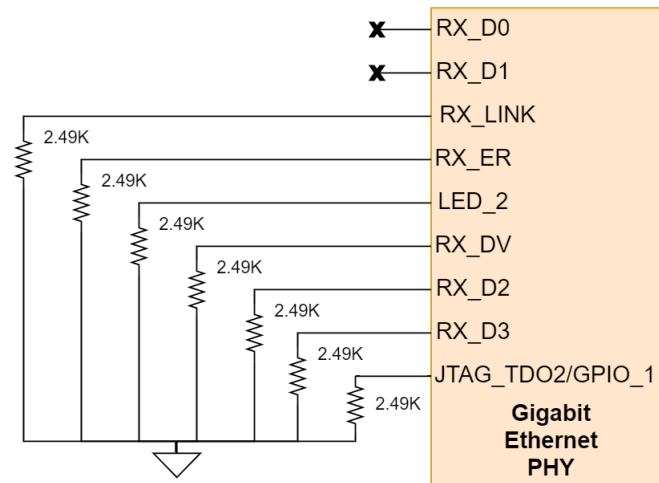 RX_D0
RX_D1
RX_LINK
2.49K
RX_ER
2.49K
LED_2
2.49K
RX_DV
2.49K
RX_D2
2.49K
RX_D3
2.49K
JTAG_TDO2/GPIO_1
2.49K
Gigabit
Ethernet
PHY